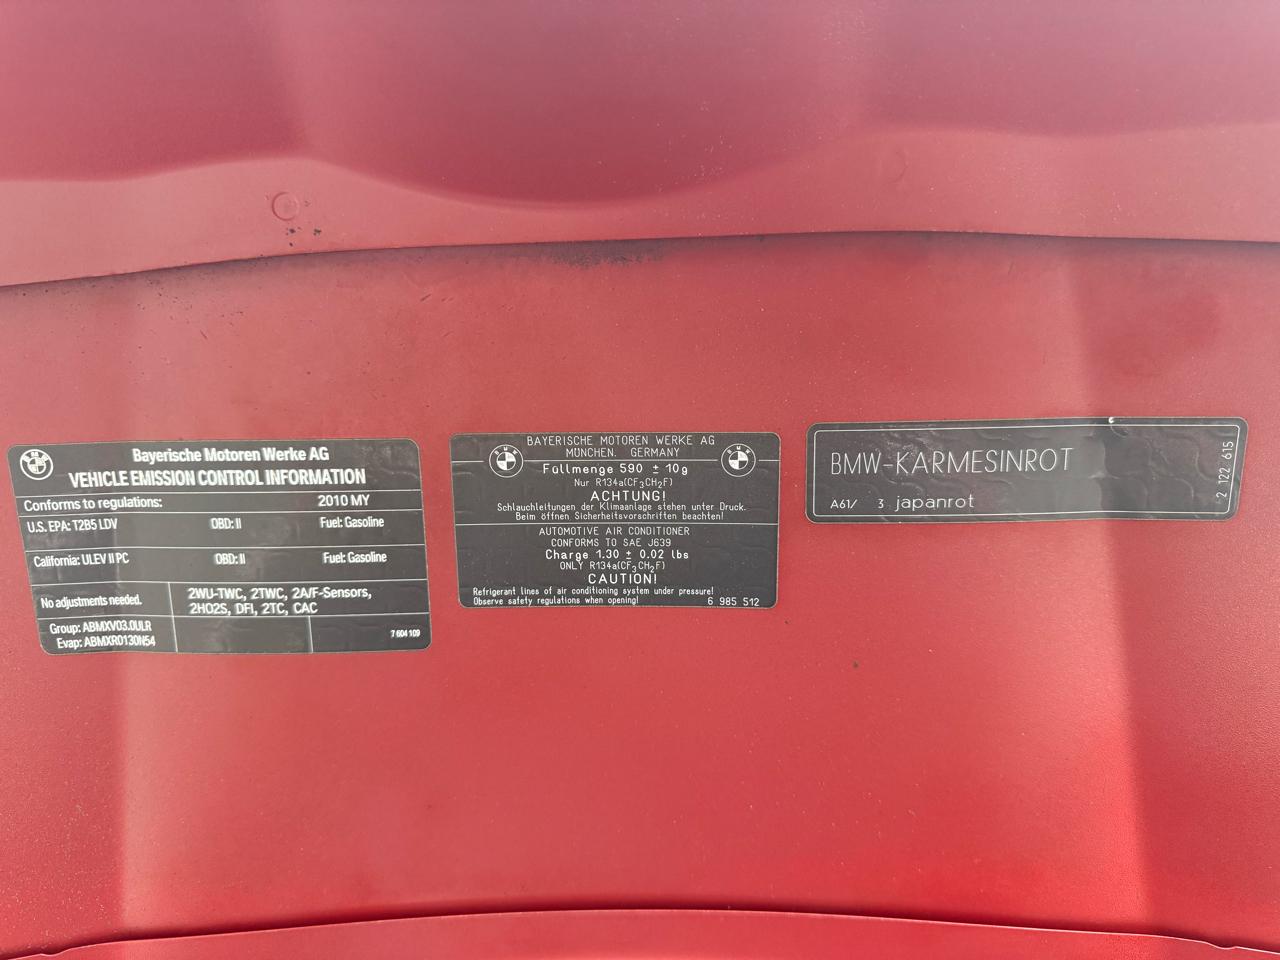 Bayerische Motoren Werke AG
VEHICLE EMISSION CONTROL INFORMATION
Conforms to regulations: 2010 MY
U.S. EPA: T2B5 LDV OBD: II Fuel: Gasoline
California: ULEV II PC OBD: II Fuel: Gasoline
No adjustments needed.
2WU-TWC, 2TWC, 2A/F-Sensors,
2HO2S, DFI, 2TC, CAC
Group: ABMXV03.0ULR
Evap: ABMXR0130N54
7 604 109
BAYERISCHE MOTOREN WERKE AG
MÜNCHEN, GERMANY
Füllmenge 590 ± 10g
Nur R134a(CF3CH2F)
ACHTUNG!
Schlauchleitungen der Klimaanlage stehen unter Druck.
Beim öffnen Sicherheitsvorschriften beachten!
AUTOMOTIVE AIR CONDITIONER
CONFORMS TO SAE J639
Charge 1.30 ± 0.02 lbs
ONLY R134a(CF3CH2F)
CAUTION!
Refrigerant lines of air conditioning system under pressure!
Observe safety regulations when opening!
6 985 512
BMW-KARMESINROT
A61/ 3 japanrot
2 122 615